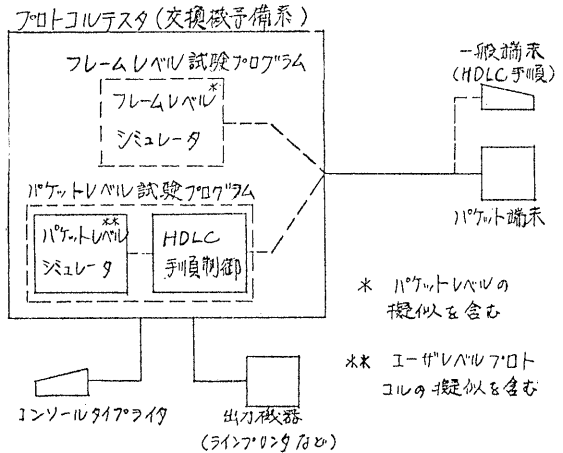 プロトコルテスタ(交換機予備系)
フレームレベル試験プログラム
フレームレベル*
シミュレータ
一般端末
(HDLC手順)
パケット端末
パケットレベル試験プログラム
パケットレベル**
シミュレータ
HDLC
手順制御
* パケットレベルの
擬似を含む
** ユーザレベルプロト
コルの擬似を含む
コンソールタイプライタ
出力機器
(ラインプリンタなど)